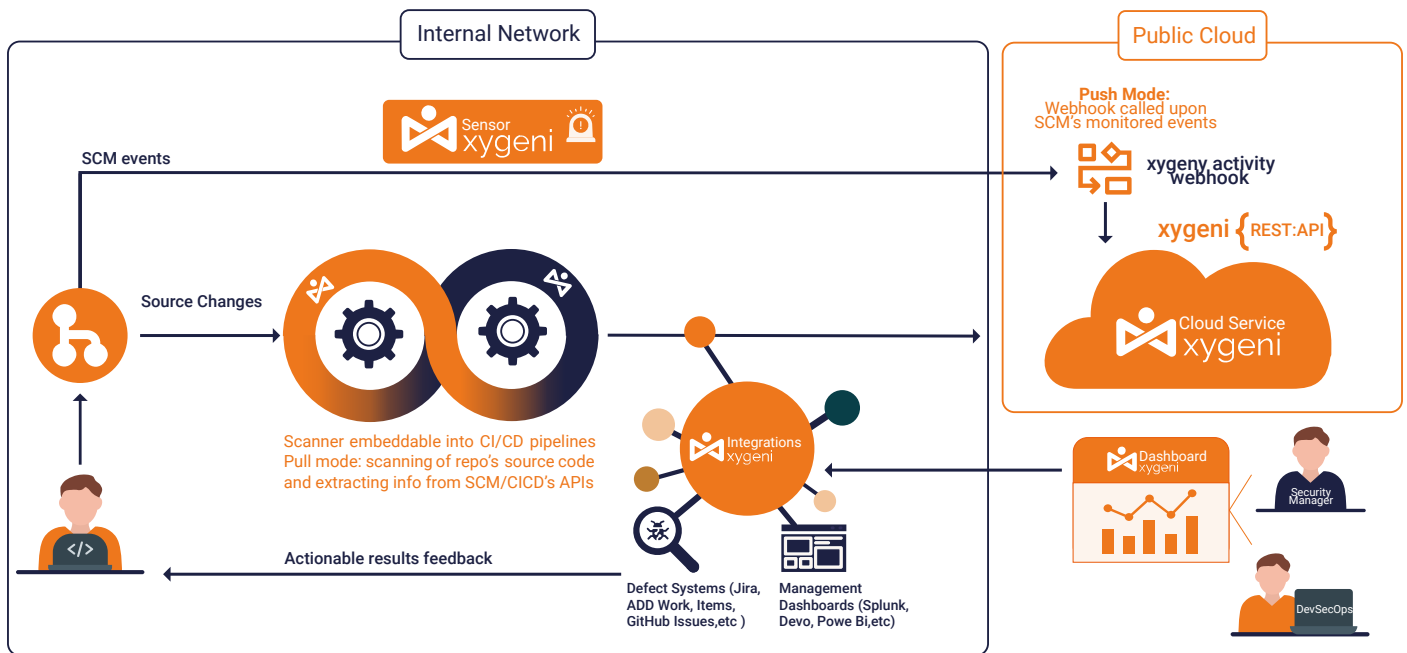 Internal Network
Public Cloud
Push Mode:
Webhook called upon
SCM's monitored events
Sensor
xygeni
SCM events
xygeny activity
webhook
xygeni {REST:API}
Source Changes
Cloud Service
xygeni
Scanner embeddable into CI/CD pipelines
Pull mode: scanning of repo's source code
and extracting info from SCM/CICD's APIs
Integrations
xygeni
Dashboard
xygeni
Security
Manager
</>
Actionable results feedback
Defect Systems (Jira,
ADD Work, Items,
GitHub Issues,etc )
Management
Dashboards (Splunk,
Devo, Powe Bi,etc)
DevSecOps